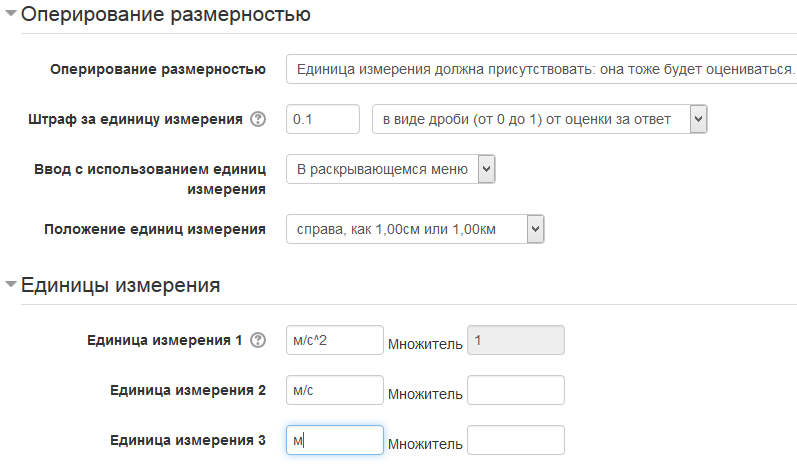 Оперирование размерностью
Оперирование размерностью Единица измерения должна присутствовать: она тоже будет оцениваться.
Штраф за единицу измерения 0.1 в виде дроби (от 0 до 1) от оценки за ответ
Ввод с использованием единиц измерения В раскрывающемся меню
Положение единиц измерения справа, как 1,00см или 1,00км
Единицы измерения
Единица измерения 1 м/с^2 Множитель 1
Единица измерения 2 м/с Множитель
Единица измерения 3 м Множитель